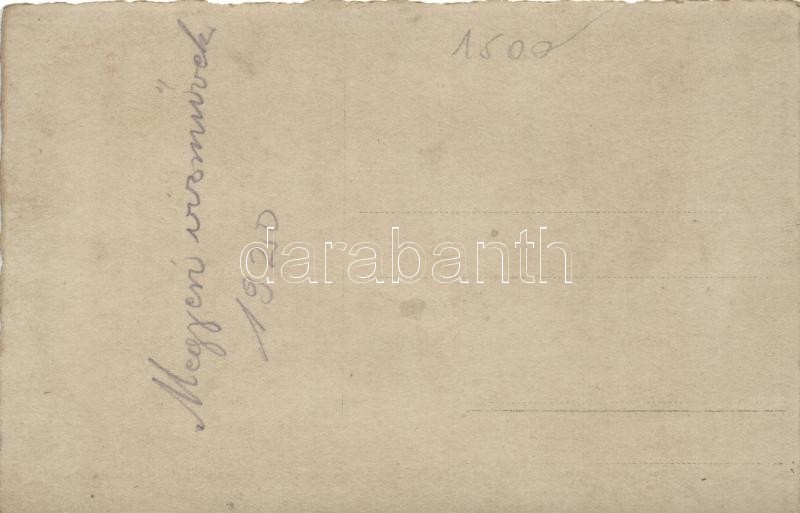 1500
Megyeri vízművek
1920
darabanth